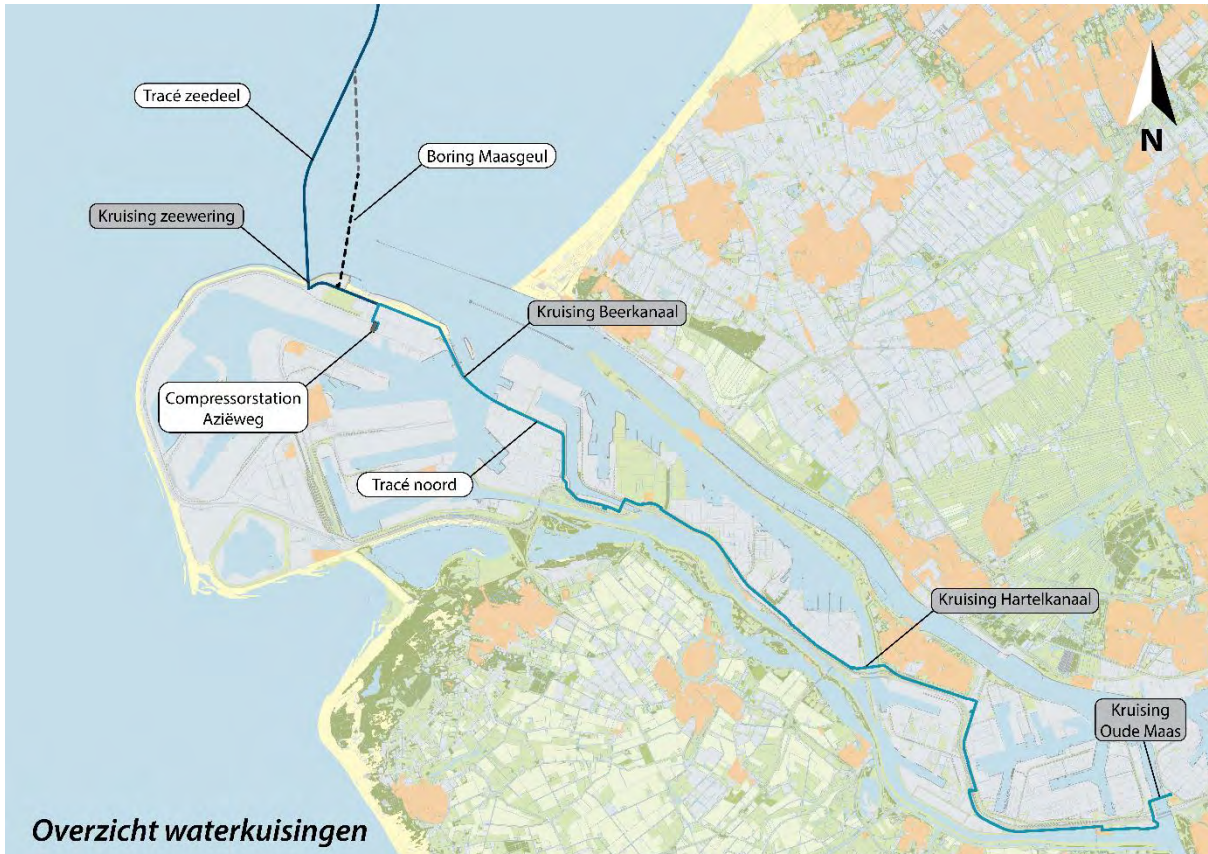 Tracé zeedeel
Boring Maasgeul
N
Kruising zeewering
Kruising Beerkanaal
Compressorstation
Aziëweg
Tracé noord
Kruising Hartelkanaal
Kruising
Oude Maas
Overzicht waterkuisingen